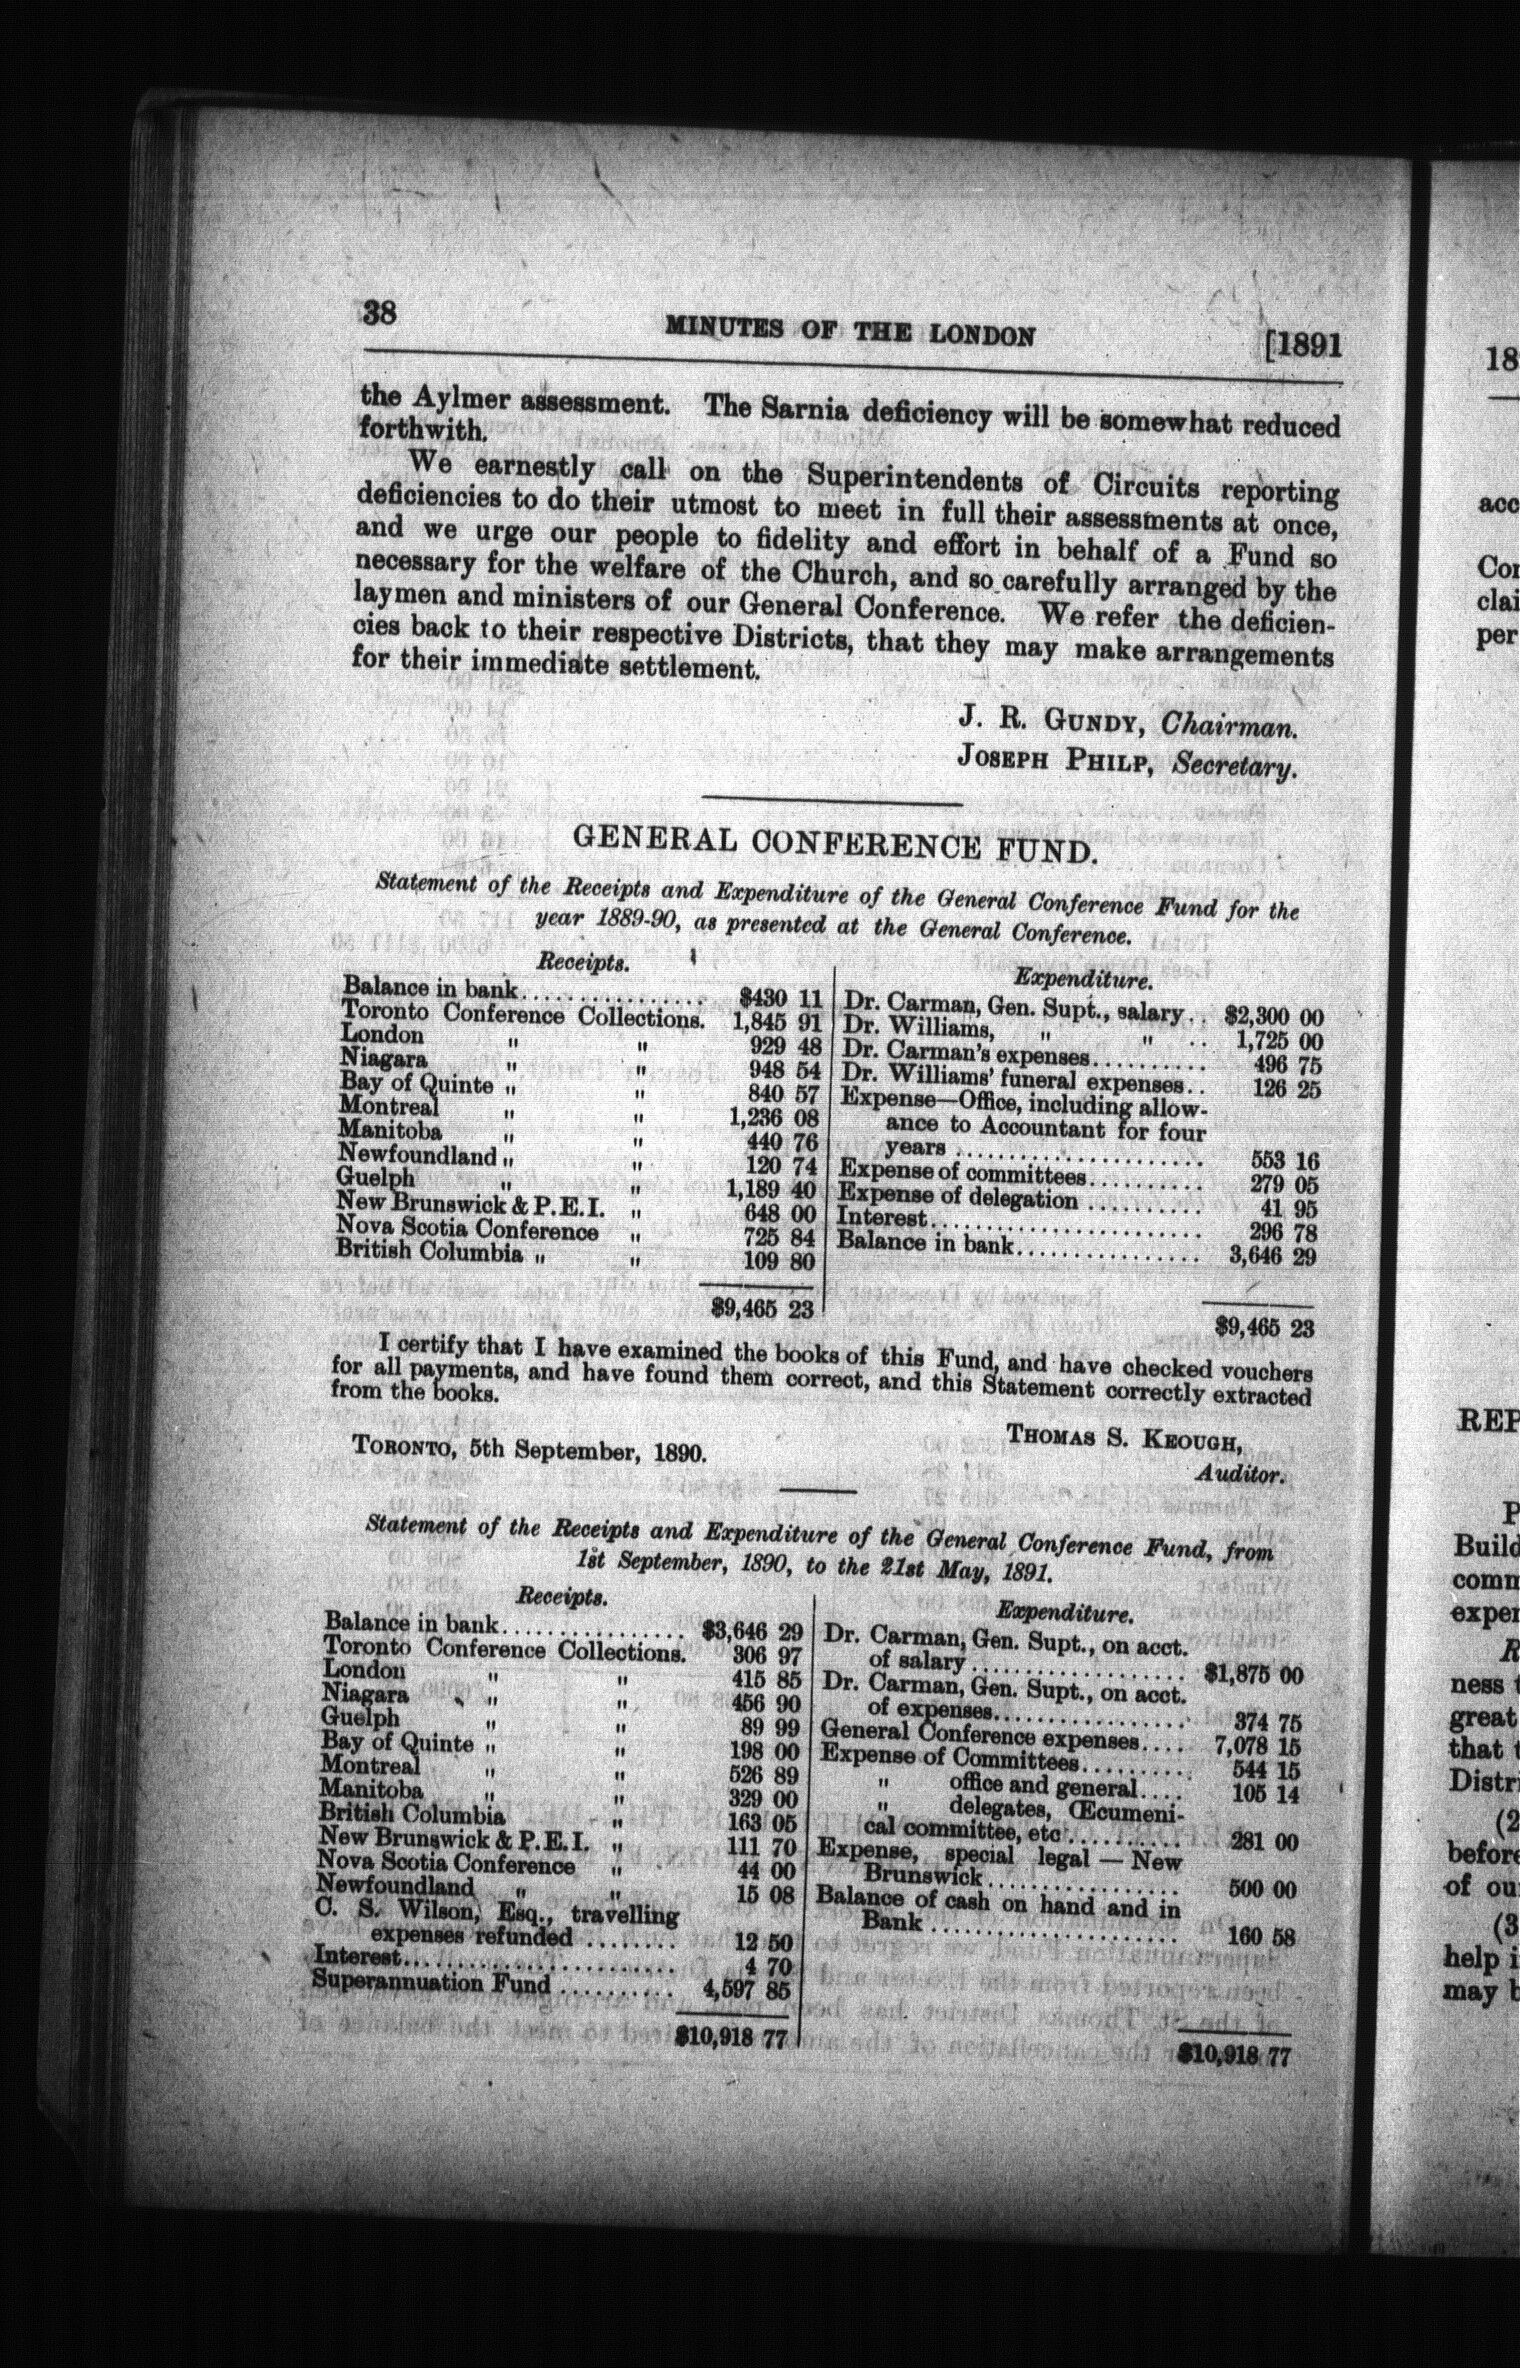 38 MINUTES OF THE LONDON [1891
the Aylmer assessment. The Sarnia deficiency will be somewhat reduced
forthwith.
We earnestly call on the Superintendents of Circuits reporting
deficiencies to do their utmost to meet in full their assessments at once,
and we urge our people to fidelity and effort in behalf of a Fund so
necessary for the welfare of the Church, and so carefully arranged by the
laymen and ministers of our General Conference. We refer the deficien-
cies back to their respective Districts, that they may make arrangements
for their immediate settlement.
J. R. GUNDY, Chairman.
JOSEPH PHILP, Secretary.
GENERAL CONFERENCE FUND.
Statement of the Receipts and Expenditure of the General Conference Fund for the
year 1889-90, as presented at the General Conference.
Receipts.
Balance in bank................ $430 11
Toronto Conference Collections. 1,845 91
London " " 929 48
Niagara " " 948 54
Bay of Quinte " " 840 57
Montreal " " 1,236 08
Manitoba " " 440 76
Newfoundland " " 120 74
Guelph " " 1,189 40
New Brunswick & P.E.I. " 648 00
Nova Scotia Conference " 725 84
British Columbia " " 109 80
$9,465 23
Expenditure.
Dr. Carman, Gen. Supt., salary.. $2,300 00
Dr. Williams, " " .. 1,725 00
Dr. Carman's expenses.......... 496 75
Dr. Williams' funeral expenses.. 126 25
Expense—Office, including allow-
ance to Accountant for four
years ...................... 553 16
Expense of committees.......... 279 05
Expense of delegation .......... 41 95
Interest........................ 296 78
Balance in bank................ 3,646 29
$9,465 23
I certify that I have examined the books of this Fund, and have checked vouchers
for all payments, and have found them correct, and this Statement correctly extracted
from the books.
THOMAS S. KEOUGH,
TORONTO, 5th September, 1890.
Auditor.
Statement of the Receipts and Expenditure of the General Conference Fund, from
1st September, 1890, to the 21st May, 1891.
Receipts.
Balance in bank................ $3,646 29
Toronto Conference Collections. 306 97
London " " 415 85
Niagara " " 456 90
Guelph " " 89 99
Bay of Quinte " " 198 00
Montreal " " 526 89
Manitoba " " 329 00
British Columbia " 163 05
New Brunswick & P.E.I. " 111 70
Nova Scotia Conference " 44 00
Newfoundland " " 15 08
C. S. Wilson, Esq., travelling
expenses refunded ......... 12 50
Interest........................ 4 70
Superannuation Fund ........... 4,597 85
$10,918 77
Expenditure.
Dr. Carman, Gen. Supt., on acct.
of salary ................... $1,875 00
Dr. Carman, Gen. Supt., on acct.
of expenses................. 374 75
General Conference expenses.... 7,078 15
Expense of Committees.......... 544 15
" office and general.... 105 14
" delegates, Œcumeni-
cal committee, etc .......... 281 00
Expense, special legal — New
Brunswick................. 500 00
Balance of cash on hand and in
Bank ...................... 160 58
$10,918 77
18
acc
Con
clai
per
REP
P
Build
comm
exper
R
ness t
great
that t
Distri
(2
before
of ou
(3
help i
may b